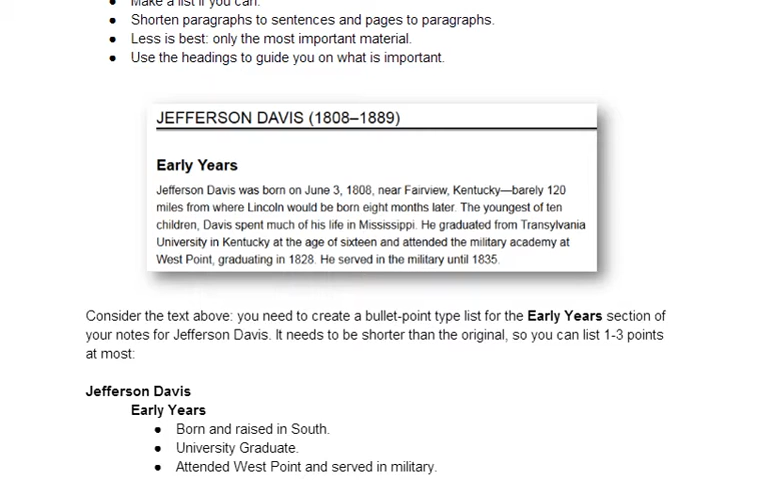 Make a list if you can.
Shorten paragraphs to sentences and pages to paragraphs.
Less is best: only the most important material.
Use the headings to guide you on what is important.
JEFFERSON DAVIS (1808–1889)
Early Years
Jefferson Davis was born on June 3, 1808, near Fairview, Kentucky—barely 120
miles from where Lincoln would be born eight months later. The youngest of ten
children, Davis spent much of his life in Mississippi. He graduated from Transylvania
University in Kentucky at the age of sixteen and attended the military academy at
West Point, graduating in 1828. He served in the military until 1835.
Consider the text above: you need to create a bullet-point type list for the Early Years section of
your notes for Jefferson Davis. It needs to be shorter than the original, so you can list 1-3 points
at most:
Jefferson Davis
Early Years
Born and raised in South.
University Graduate.
Attended West Point and served in military.